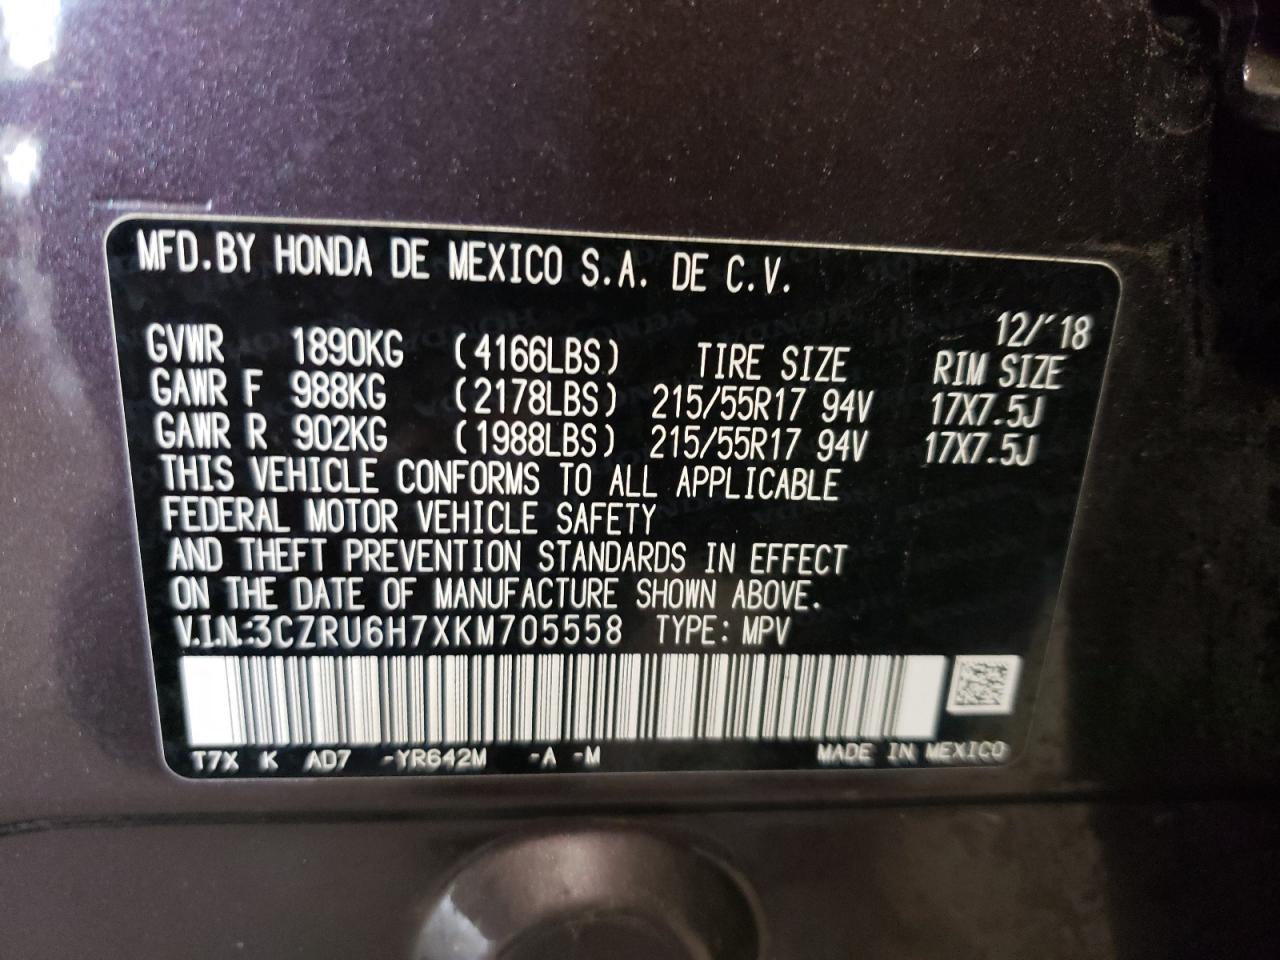 MFD.BY HONDA DE MEXICO S.A. DE C.V.
12/'18
GVWR 1890KG (4166LBS) TIRE SIZE RIM SIZE
GAWR F 988KG (2178LBS) 215/55R17 94V 17X7.5J
GAWR R 902KG (1988LBS) 215/55R17 94V 17X7.5J
THIS VEHICLE CONFORMS TO ALL APPLICABLE
FEDERAL MOTOR VEHICLE SAFETY
AND THEFT PREVENTION STANDARDS IN EFFECT
ON THE DATE OF MANUFACTURE SHOWN ABOVE.
V.I.N.:3CZRU6H7XKM705558 TYPE: MPV
T7X K AD7 -YR642M -A -M MADE IN MEXICO